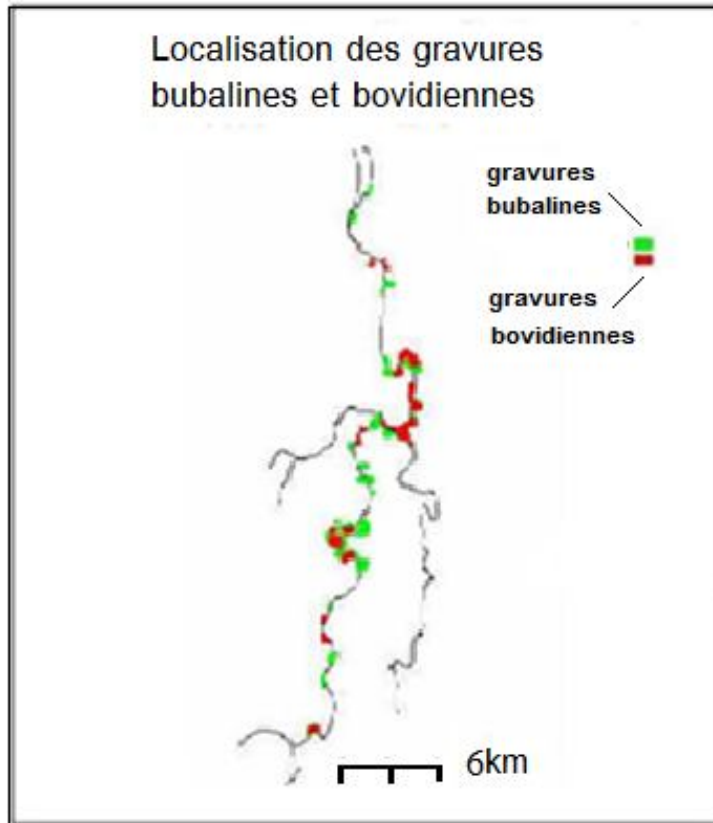 Localisation des gravures
bubalines et bovidiennes
gravures
bubalines
gravures
bovidiennes
6km